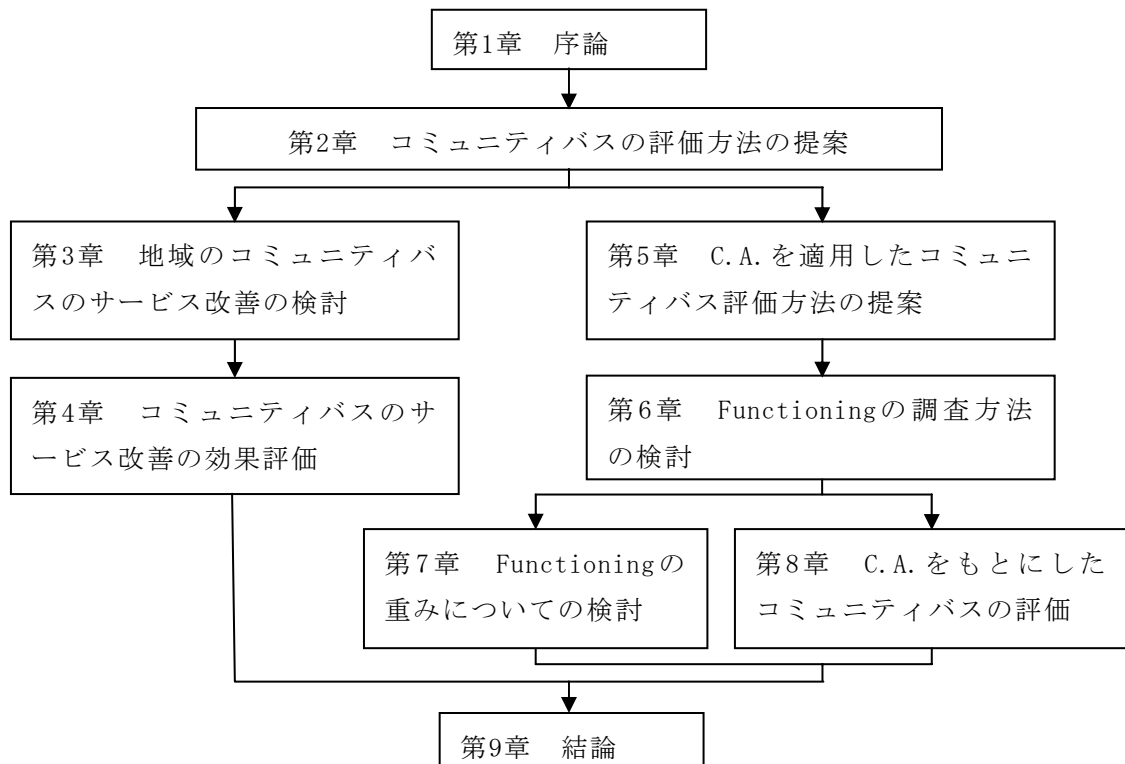 第1章　序論
第2章　コミュニティバスの評価方法の提案
第3章　地域のコミュニティバ
スのサービス改善の検討
第4章　コミュニティバスのサ
ービス改善の効果評価
第5章　C.A.を適用したコミュニ
ティバス評価方法の提案
第6章　Functioningの調査方法
の検討
第7章　Functioningの
重みについての検討
第8章　C.A.をもとにした
コミュニティバスの評価
第9章　結論